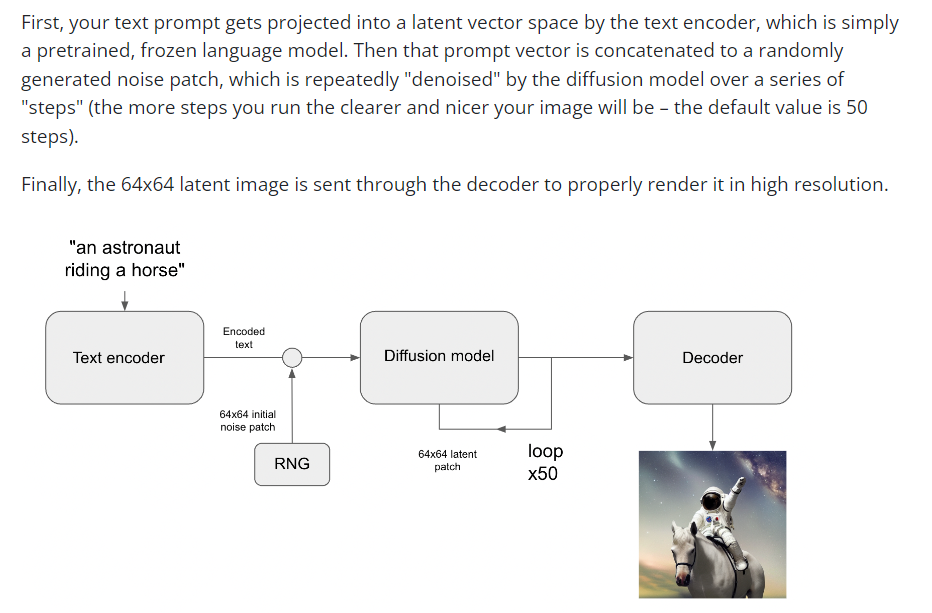 First, your text prompt gets projected into a latent vector space by the text encoder, which is simply
a pretrained, frozen language model. Then that prompt vector is concatenated to a randomly
generated noise patch, which is repeatedly "denoised" by the diffusion model over a series of
"steps" (the more steps you run the clearer and nicer your image will be – the default value is 50
steps).
Finally, the 64x64 latent image is sent through the decoder to properly render it in high resolution.
"an astronaut
riding a horse"
Text encoder
Encoded
text
64x64 initial
noise patch
RNG
Diffusion model
64x64 latent
patch
loop
x50
Decoder